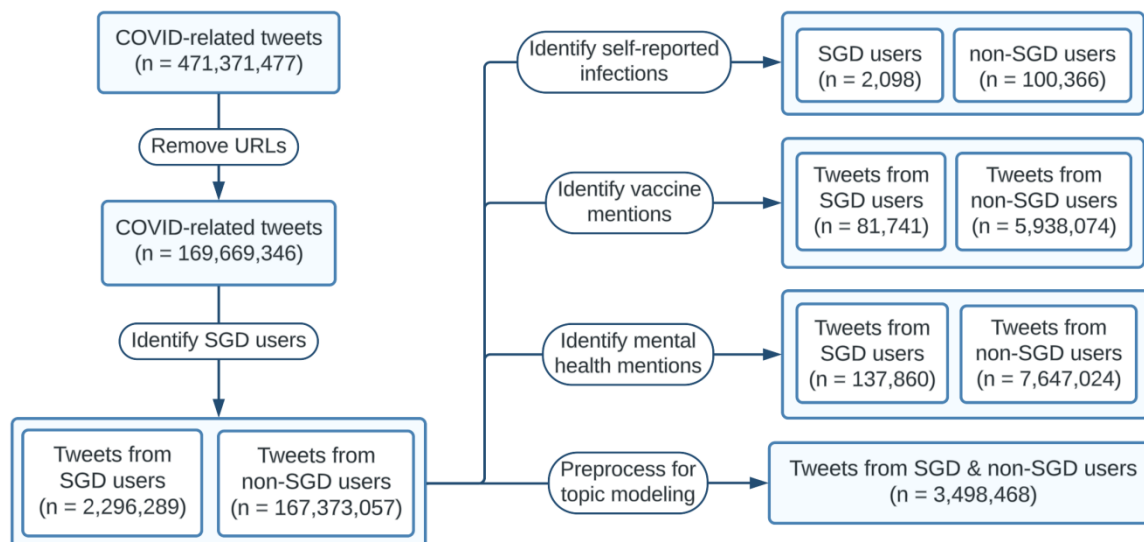 COVID-related tweets
(n = 471,371,477)
Remove URLs
COVID-related tweets
(n = 169,669,346)
Identify SGD users
Tweets from
SGD users
(n = 2,296,289)
Tweets from
non-SGD users
(n = 167,373,057)
Identify self-reported
infections
SGD users
(n = 2,098)
non-SGD users
(n = 100,366)
Identify vaccine
mentions
Tweets from
SGD users
(n = 81,741)
Tweets from
non-SGD users
(n = 5,938,074)
Identify mental
health mentions
Tweets from
SGD users
(n = 137,860)
Tweets from
non-SGD users
(n = 7,647,024)
Preprocess for
topic modeling
Tweets from SGD & non-SGD users
(n = 3,498,468)